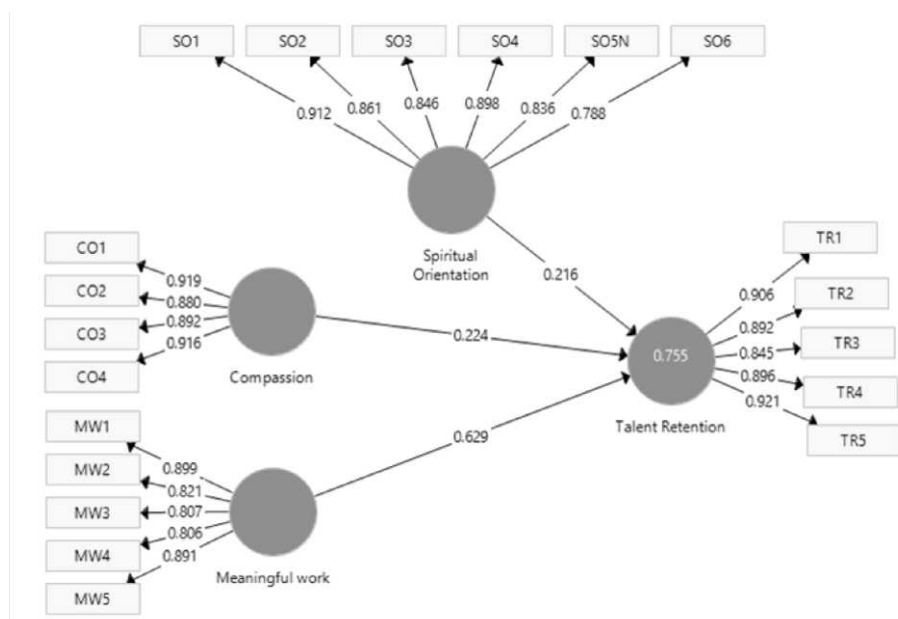 SO1
SO2
SO3
SO4
SO5N
SO6
0.912
0.861
0.846
0.898
0.836
0.788
Spiritual
Orientation
0.216
CO1
CO2
CO3
CO4
0.919
0.880
0.892
0.916
Compassion
0.224
MW1
MW2
MW3
MW4
MW5
0.899
0.821
0.807
0.806
0.891
Meaningful work
0.629
0.755
Talent Retention
TR1
TR2
TR3
TR4
TR5
0.906
0.892
0.845
0.896
0.921